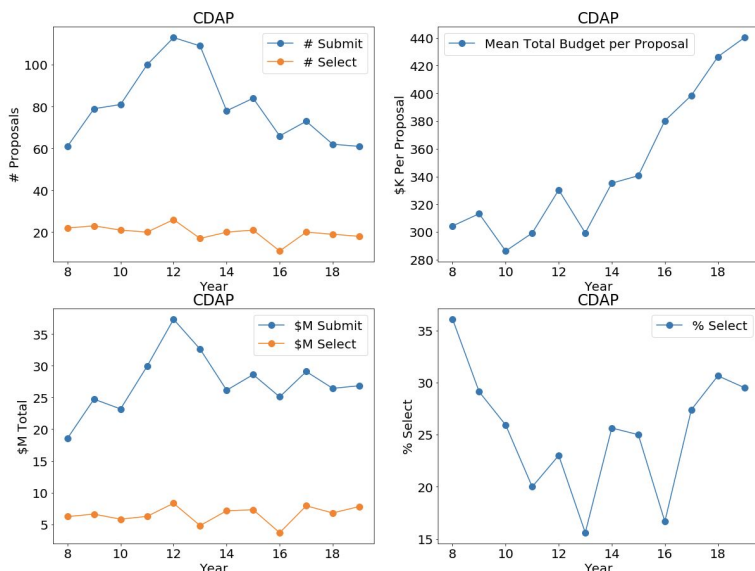 CDAP
# Submit
# Select
# Proposals
100
80
60
40
20
8 10 12 14 16 18
Year
CDAP
Mean Total Budget per Proposal
$K Per Proposal
440
420
400
380
360
340
320
300
280
8 10 12 14 16 18
Year
CDAP
$M Submit
$M Select
$M Total
35
30
25
20
15
10
5
8 10 12 14 16 18
Year
CDAP
% Select
% Select
35
30
25
20
15
8 10 12 14 16 18
Year